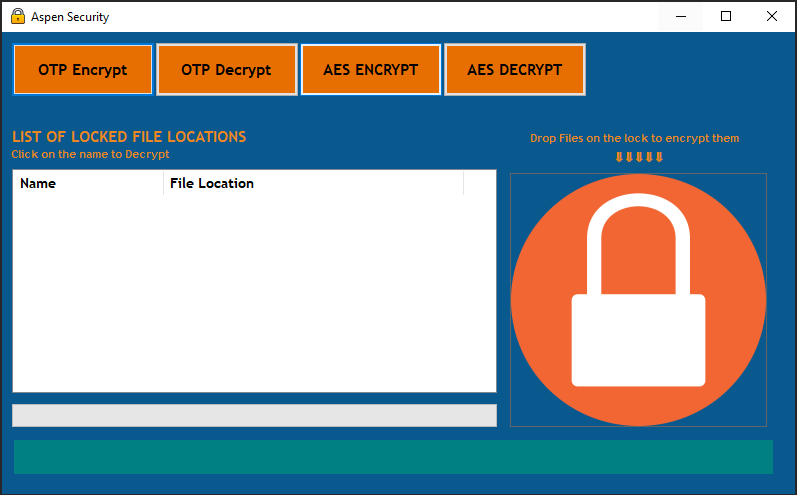 Aspen Security
OTP Encrypt
OTP Decrypt
AES ENCRYPT
AES DECRYPT
LIST OF LOCKED FILE LOCATIONS
Click on the name to Decrypt
Drop Files on the lock to encrypt them
⇓⇓⇓⇓⇓
Name
File Location